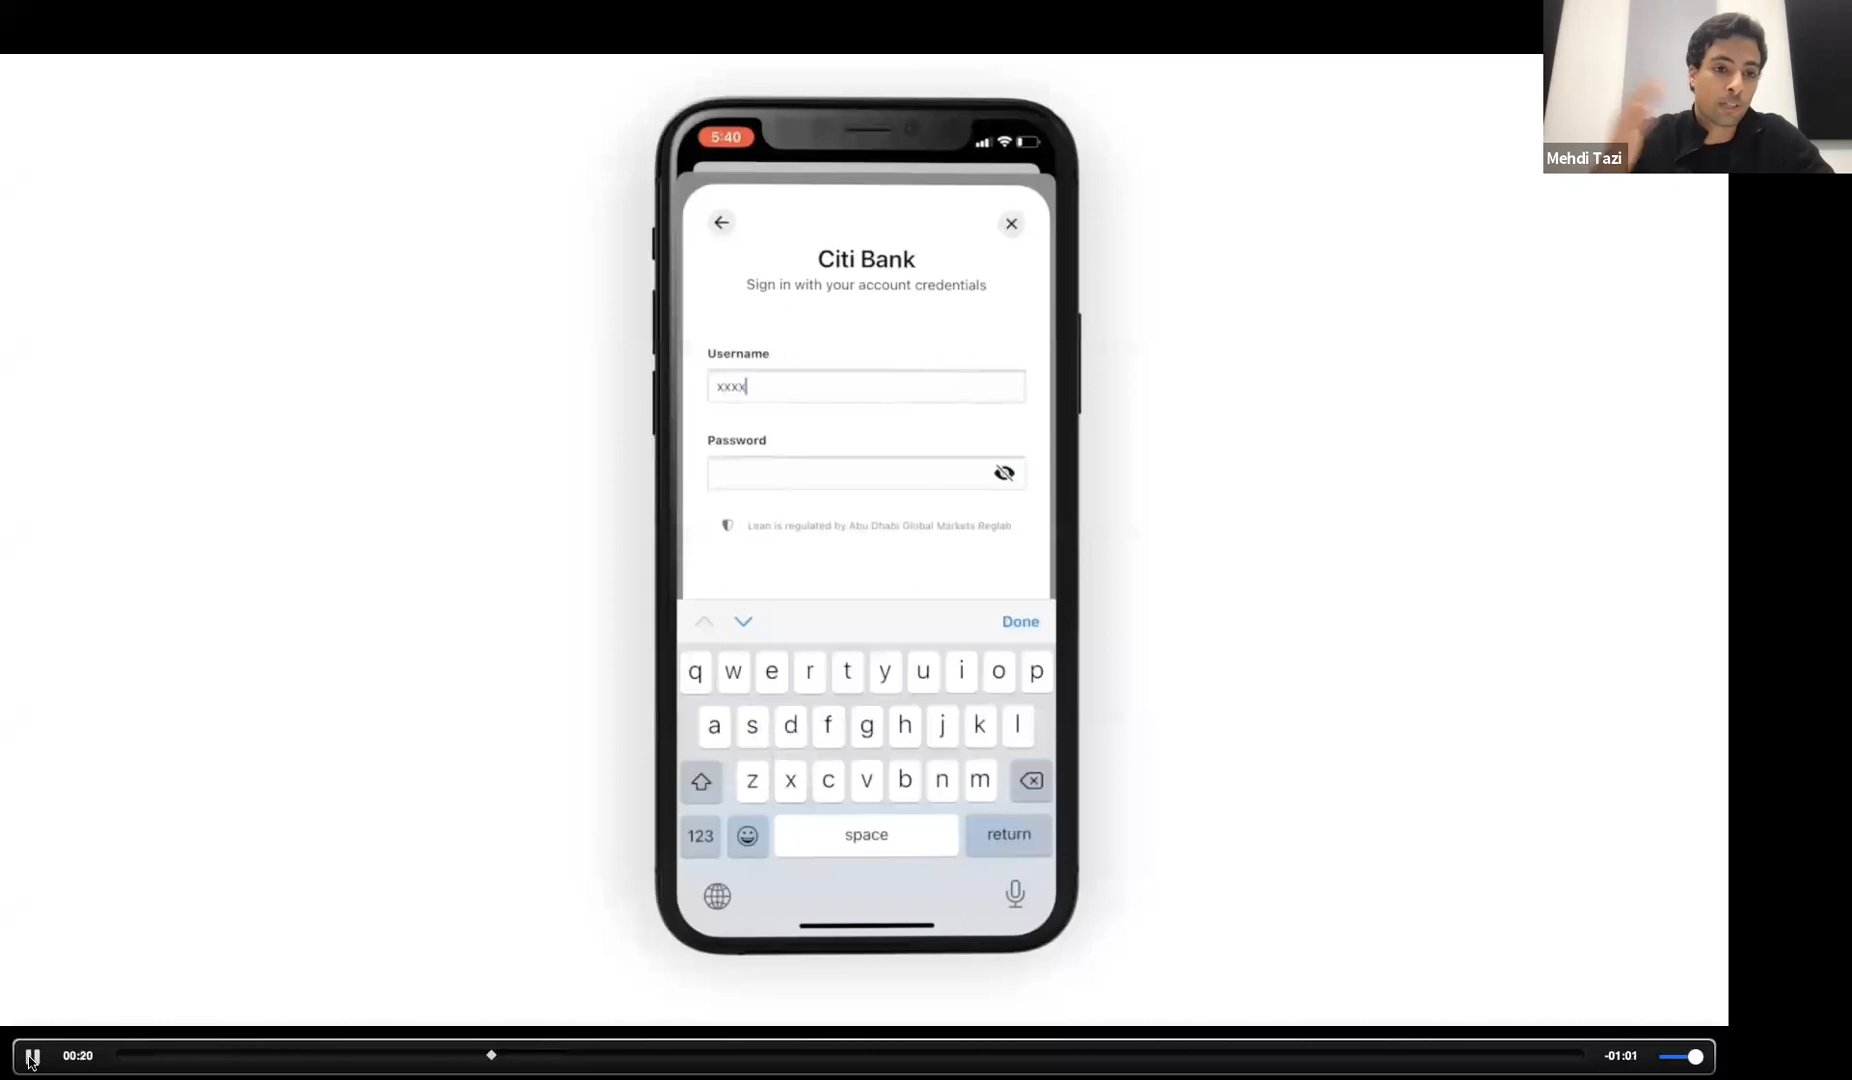 Mehdi Tazi
5:40
Citi Bank
Sign in with your account credentials
Username
xxxx
Password
Lean is regulated by Abu Dhabi Global Markets Reglab
Done
q w e r t y u i o p
a s d f g h j k l
z x c v b n m
123 space return
00:20 -01:01